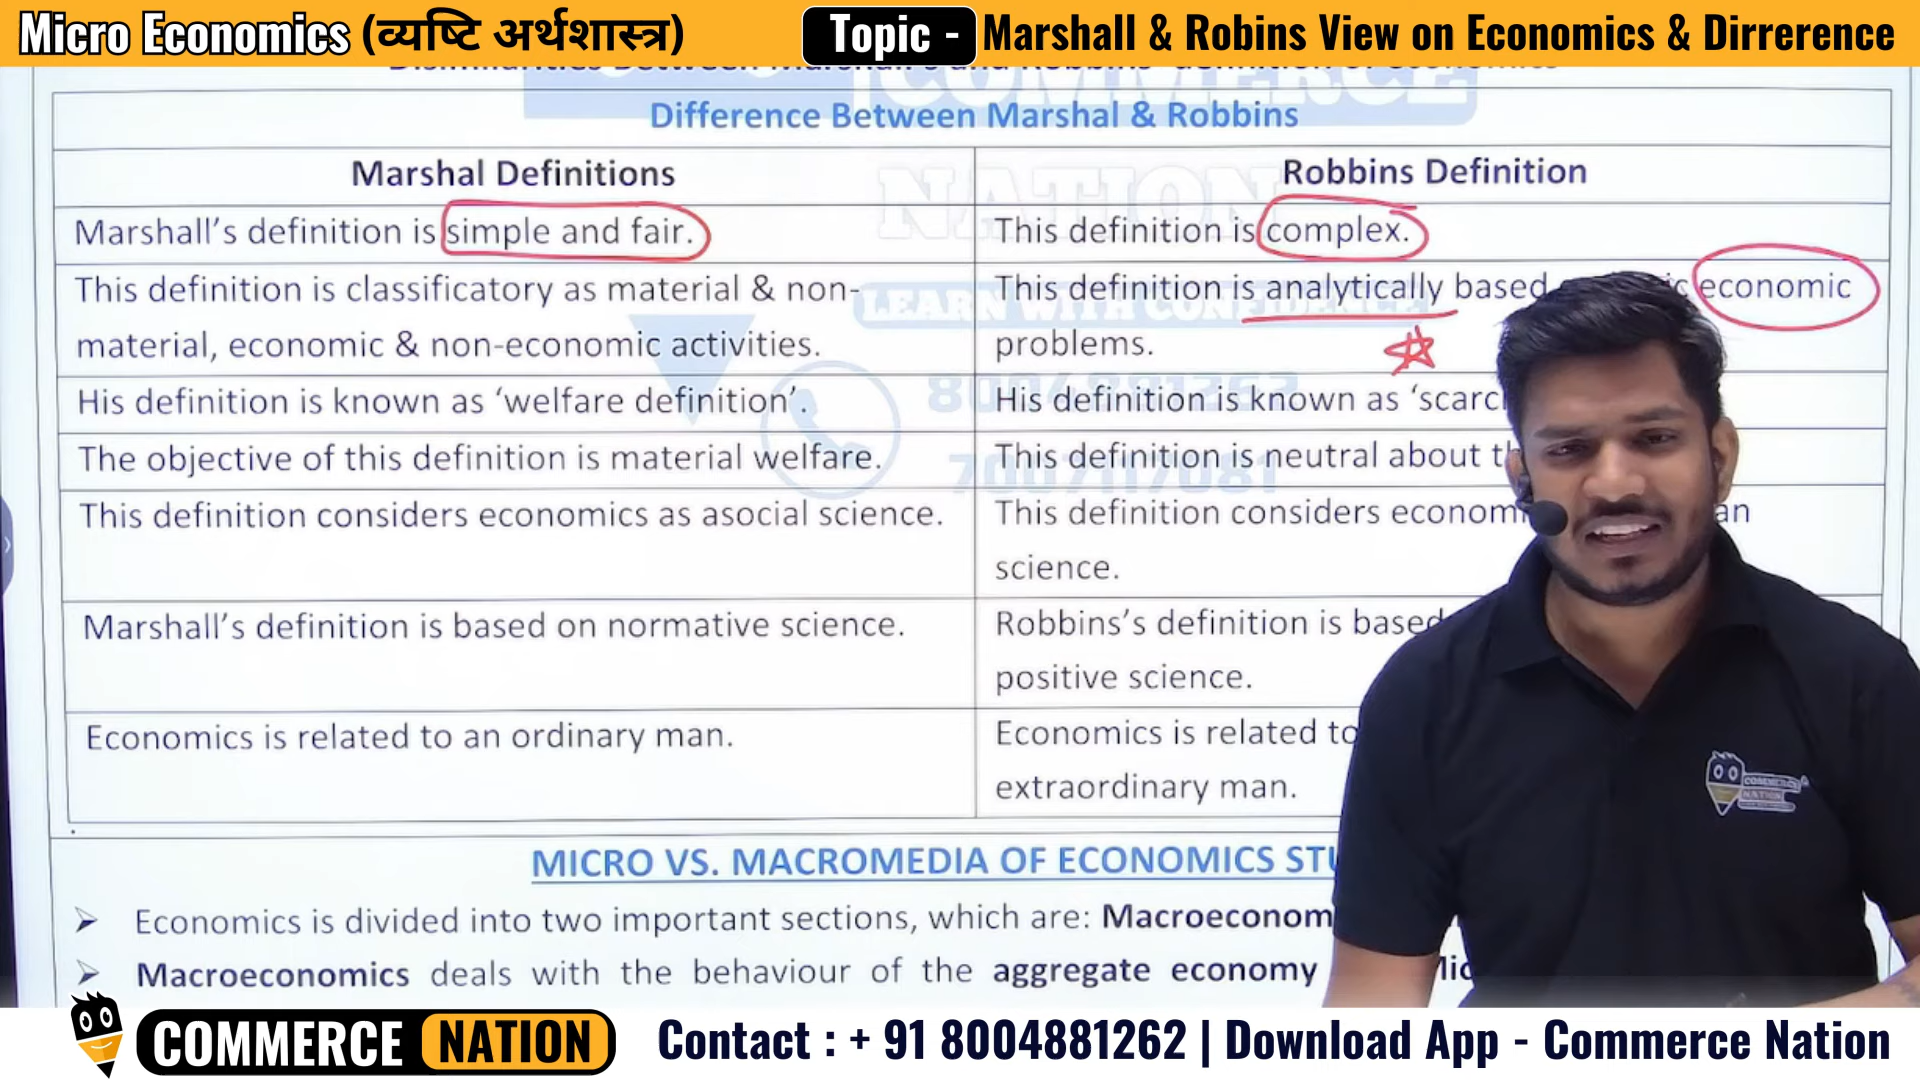 Micro Economics (व्यष्टि अर्थशास्त्र)
Topic - Marshall & Robins View on Economics & Dirrerence
Difference Between Marshal & Robbins
Marshal Definitions
Robbins Definition
Marshall's definition is simple and fair.
This definition is complex.
This definition is classificatory as material & non-
material, economic & non-economic activities.
This definition is analytically based economic
problems.
His definition is known as 'welfare definition'.
His definition is known as
The objective of this definition is material welfare.
This definition is neutral about
This definition considers economics as asocial science.
This definition considers
science.
Marshall's definition is based on normative science.
Robbins's definition is based
positive science.
Economics is related to an ordinary man.
Economics is related to
extraordinary man.
MICRO VS. MACROMEDIA OF ECONOMICS
Economics is divided into two important sections, which are:
Macroeconomics deals with the behaviour of the aggregate economy
COMMERCE
NATION
LEARN WITH CONFIDENCE
COMMERCE NATION
Contact : + 91 8004881262 | Download App - Commerce Nation